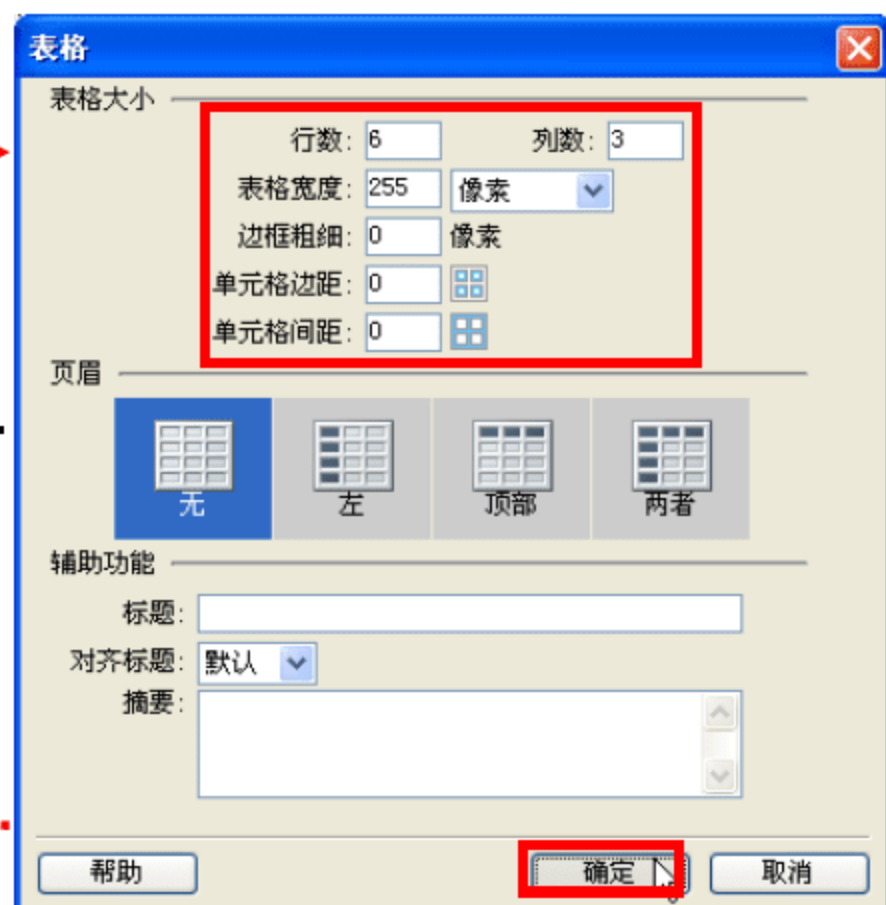 表格
表格大小
行数: 6 列数: 3
表格宽度: 255 像素
边框粗细: 0 像素
单元格边距: 0
单元格间距: 0
页眉
无 左 顶部 两者
辅助功能
标题:
对齐标题: 默认
摘要:
帮助 确定 取消